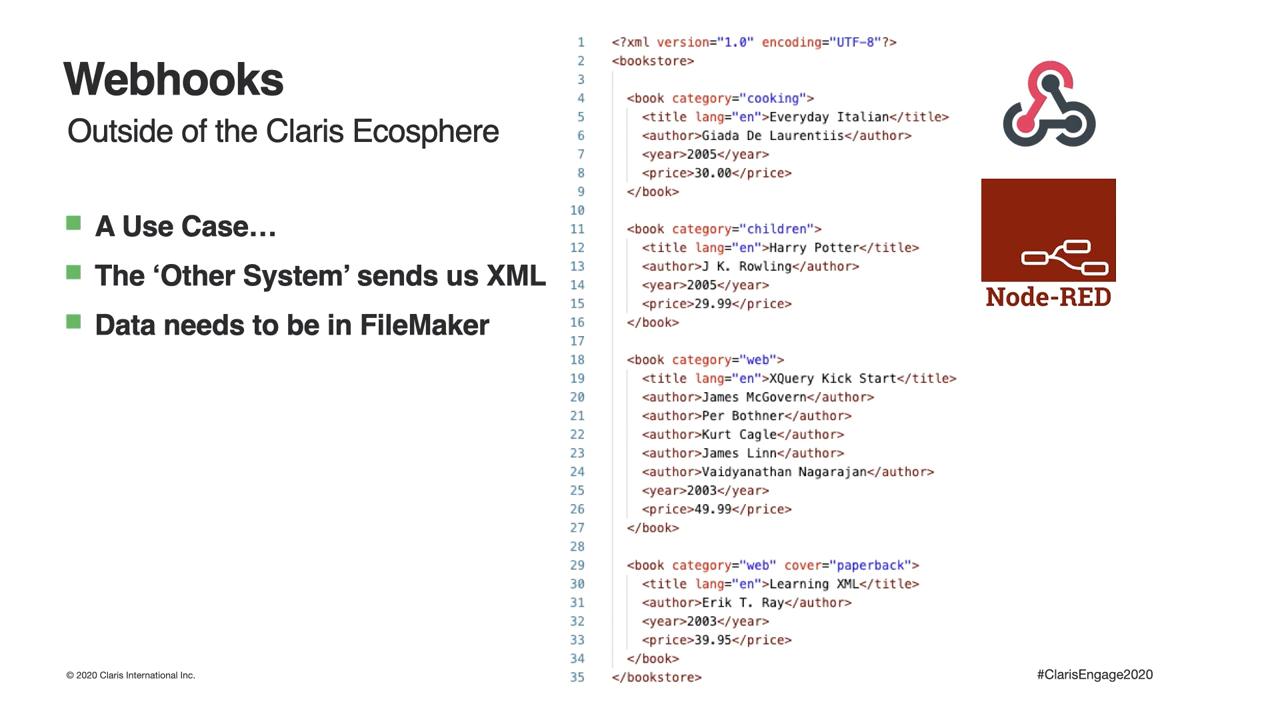 Webhooks
Outside of the Claris Ecosphere
A Use Case…
The ‘Other System’ sends us XML
Data needs to be in FileMaker
1 <?xml version="1.0" encoding="UTF-8"?>
2 <bookstore>
3
4 <book category="cooking">
5 <title lang="en">Everyday Italian</title>
6 <author>Giada De Laurentiis</author>
7 <year>2005</year>
8 <price>30.00</price>
9 </book>
10
11 <book category="children">
12 <title lang="en">Harry Potter</title>
13 <author>J K. Rowling</author>
14 <year>2005</year>
15 <price>29.99</price>
16 </book>
17
18 <book category="web">
19 <title lang="en">XQuery Kick Start</title>
20 <author>James McGovern</author>
21 <author>Per Bothner</author>
22 <author>Kurt Cagle</author>
23 <author>James Linn</author>
24 <author>Vaidyanathan Nagarajan</author>
25 <year>2003</year>
26 <price>49.99</price>
27 </book>
28
29 <book category="web" cover="paperback">
30 <title lang="en">Learning XML</title>
31 <author>Erik T. Ray</author>
32 <year>2003</year>
33 <price>39.95</price>
34 </book>
35 </bookstore>
Node-RED
© 2020 Claris International Inc.
#ClarisEngage2020